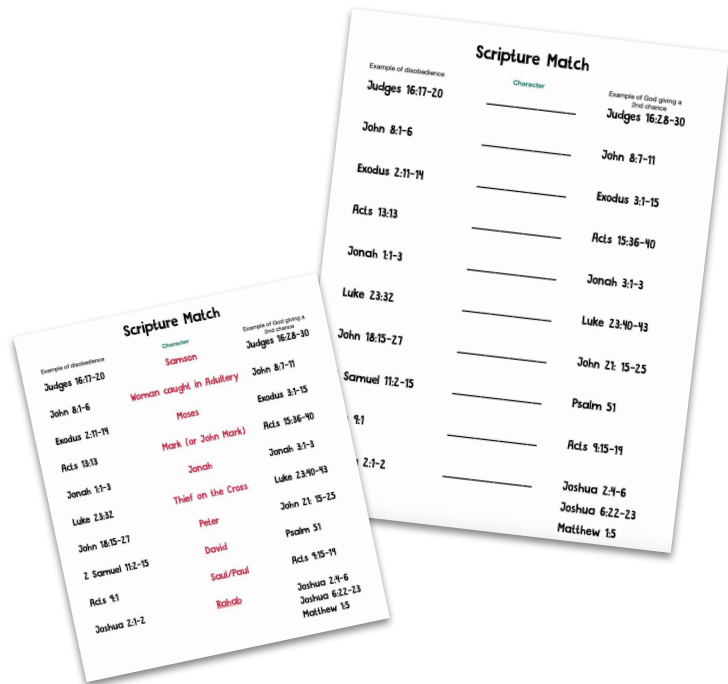 Scripture Match
Example of disobedience Character Example of God giving a
2nd chance
Judges 16:17-20 __________ Judges 16:28-30
John 8:1-6 __________ John 8:7-11
Exodus 2:11-14 __________ Exodus 3:1-15
Acts 13:13 __________ Acts 15:36-40
Jonah 1:1-3 __________ Jonah 3:1-3
Luke 23:32 __________ Luke 23:40-43
John 18:15-27 __________ John 21: 15-25
Samuel 11:2-15 __________ Psalm 51
9:1 __________ Acts 9:15-19
2:1-2 __________ Joshua 2:4-6
Joshua 6:22-23
Matthew 1:5
Scripture Match
Example of disobedience Character Example of God giving a
2nd chance
Judges 16:17-20 Samson Judges 16:28-30
John 8:1-6 Woman caught in Adultery John 8:7-11
Exodus 2:11-14 Moses Exodus 3:1-15
Acts 13:13 Mark (or John Mark) Acts 15:36-40
Jonah 1:1-3 Jonah Jonah 3:1-3
Luke 23:32 Thief on the Cross Luke 23:40-43
John 18:15-27 Peter John 21: 15-25
2 Samuel 11:2-15 David Psalm 51
Acts 9:1 Saul/Paul Acts 9:15-19
Joshua 2:1-2 Rahab Joshua 2:4-6
Joshua 6:22-23
Matthew 1:5